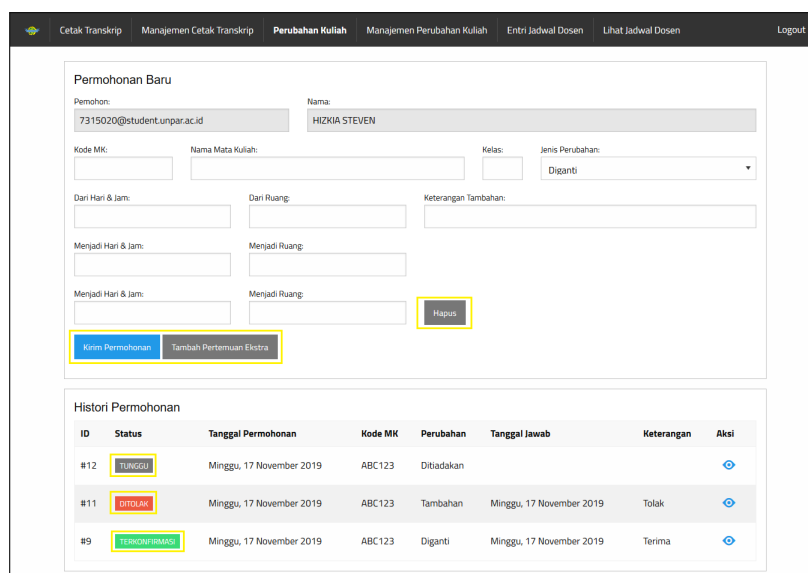 Cetak Transkrip Manajemen Cetak Transkrip Perubahan Kuliah Manajemen Perubahan Kuliah Entri Jadwal Dosen Lihat Jadwal Dosen Logout
Permohonan Baru
Pemohon: Nama:
7315020@student.unpar.ac.id HIZKIA STEVEN
Kode MK: Nama Mata Kuliah: Kelas: Jenis Perubahan:
Diganti
Dari Hari & Jam: Dari Ruang: Keterangan Tambahan:
Menjadi Hari & Jam: Menjadi Ruang:
Menjadi Hari & Jam: Menjadi Ruang:
Hapus
Kirim Permohonan Tambah Pertemuan Ekstra
Histori Permohonan
ID Status Tanggal Permohonan Kode MK Perubahan Tanggal Jawab Keterangan Aksi
#12 TUNGGU Minggu, 17 November 2019 ABC123 Ditiadakan
#11 DITOLAK Minggu, 17 November 2019 ABC123 Tambahan Minggu, 17 November 2019 Tolak
#9 TERKONFIRMASI Minggu, 17 November 2019 ABC123 Diganti Minggu, 17 November 2019 Terima